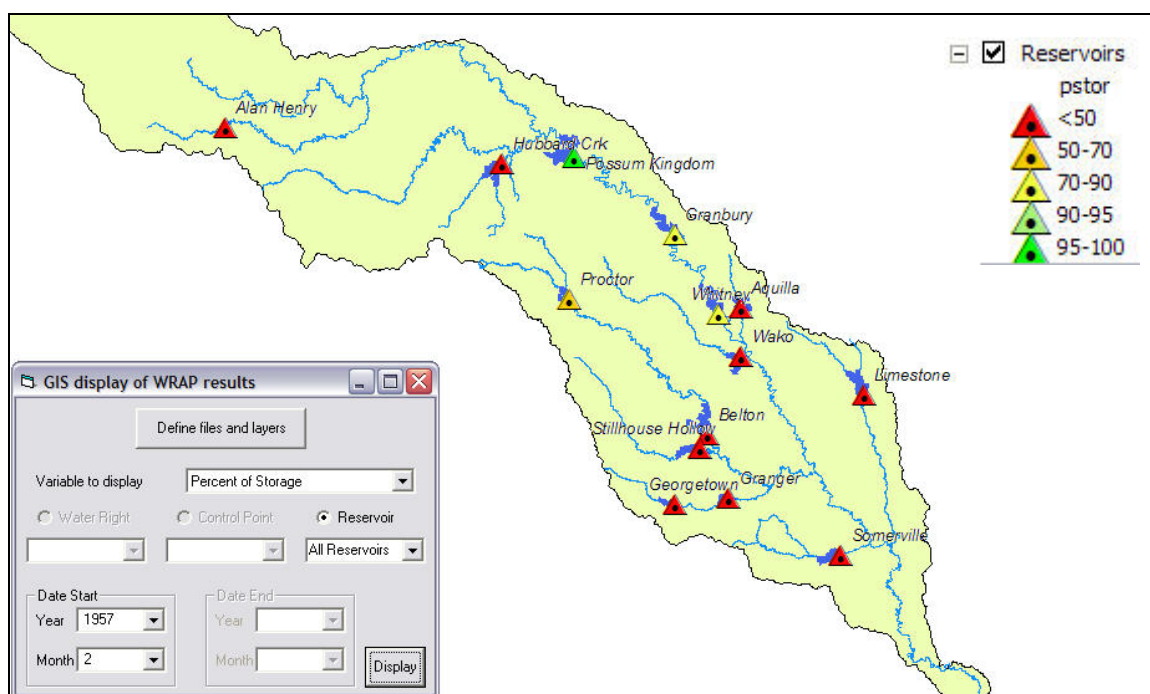 Reservoirs
pstor
<50
50-70
70-90
90-95
95-100
Alan Henry
Hubbard Crk
Possum Kingdom
Granbury
Proctor
Whitney
Aquilla
Wako
Limestone
Belton
Stillhouse Hollow
Georgetown
Granger
Somerville
GIS display of WRAP results
Define files and layers
Variable to display
Percent of Storage
Water Right
Control Point
Reservoir
All Reservoirs
Date Start
Date End
Year
1957
Year
Month
2
Month
Display